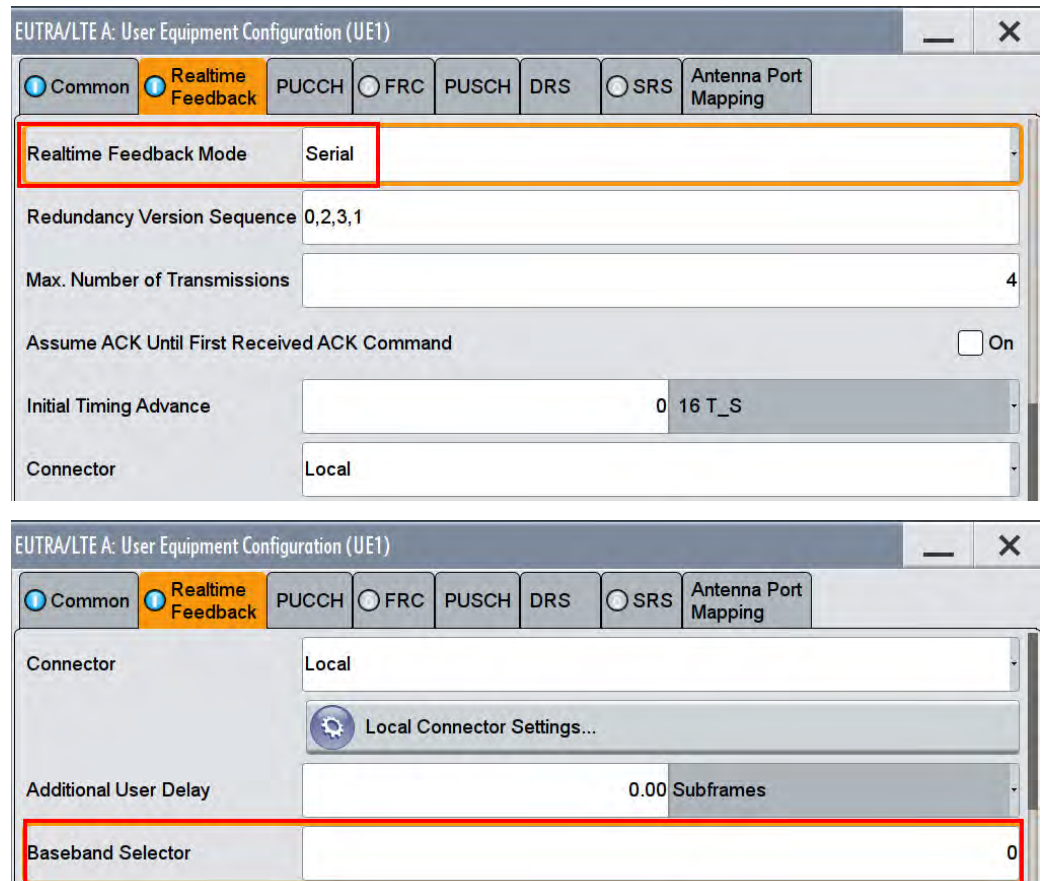 EUTRA/LTE A: User Equipment Configuration (UE1)
Common Realtime Feedback PUCCH FRC PUSCH DRS SRS Antenna Port Mapping
Realtime Feedback Mode Serial
Redundancy Version Sequence 0,2,3,1
Max. Number of Transmissions 4
Assume ACK Until First Received ACK Command On
Initial Timing Advance 0 16 T_S
Connector Local
EUTRA/LTE A: User Equipment Configuration (UE1)
Common Realtime Feedback PUCCH FRC PUSCH DRS SRS Antenna Port Mapping
Connector Local
Local Connector Settings...
Additional User Delay 0.00 Subframes
Baseband Selector 0